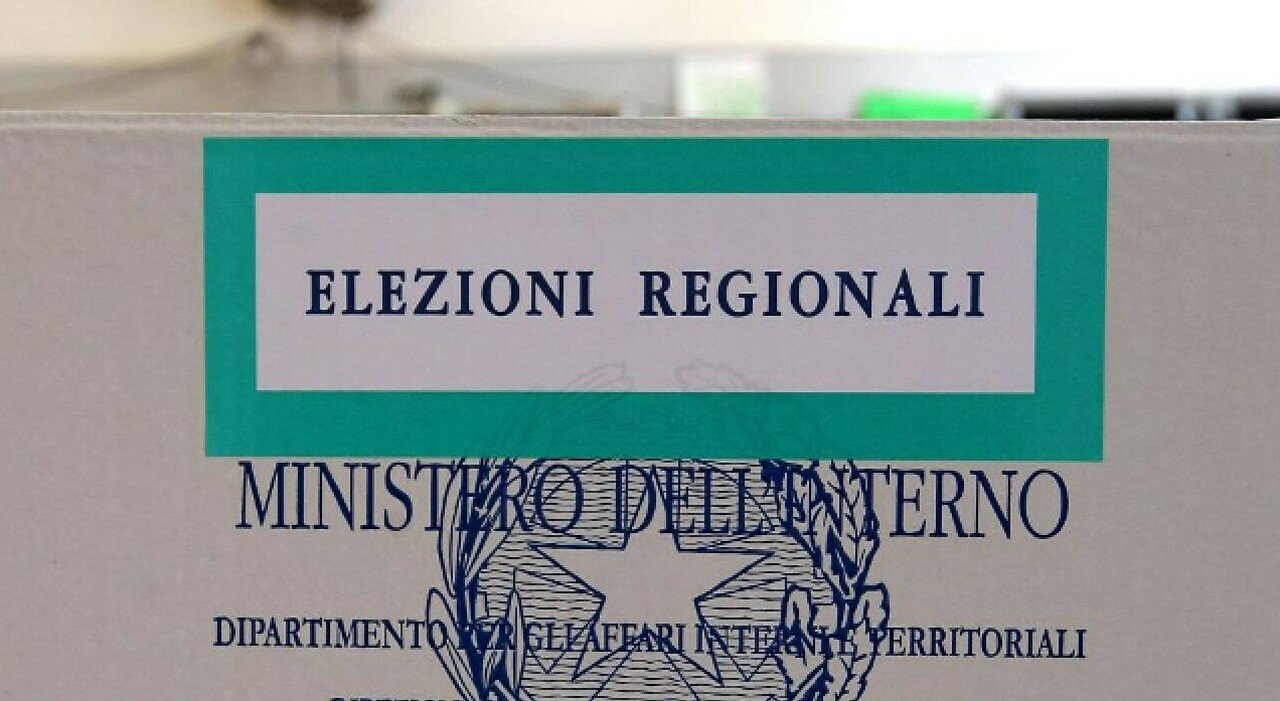 ELEZIONI REGIONALI
MINISTERO DELL'INTERNO
DIPARTIMENTO PER GLI AFFARI INTERNI E TERRITORIALI